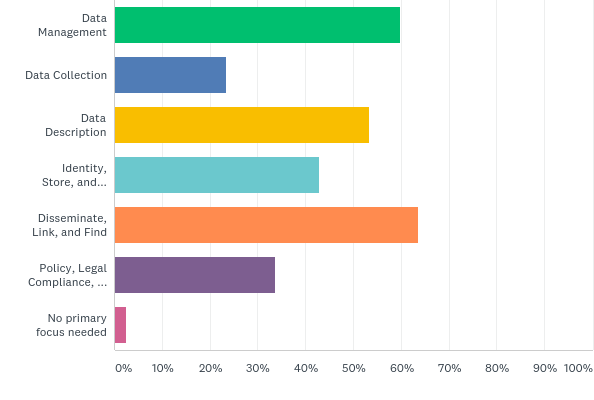 Data
Management
Data Collection
Data
Description
Identity,
Store, and...
Disseminate,
Link, and Find
Policy, Legal
Compliance, ...
No primary
focus needed
0% 10% 20% 30% 40% 50% 60% 70% 80% 90% 100%